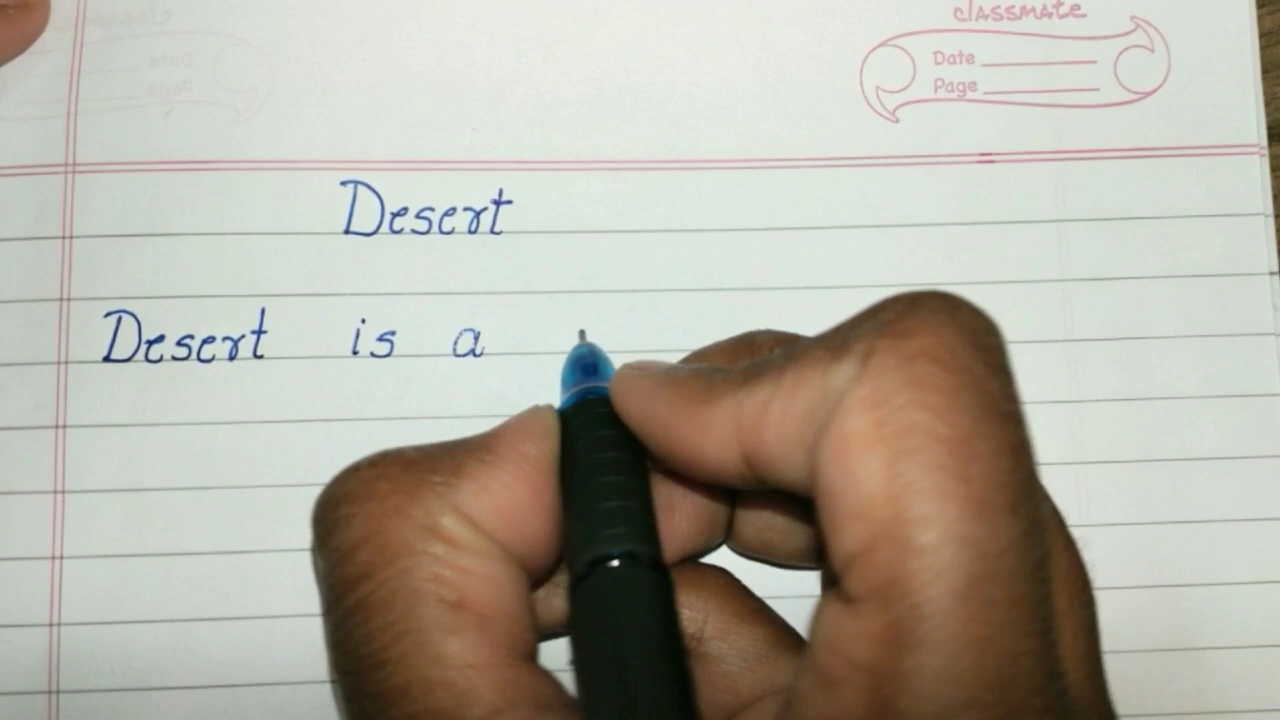 classmate
Date
Page
Desert
Desert is a